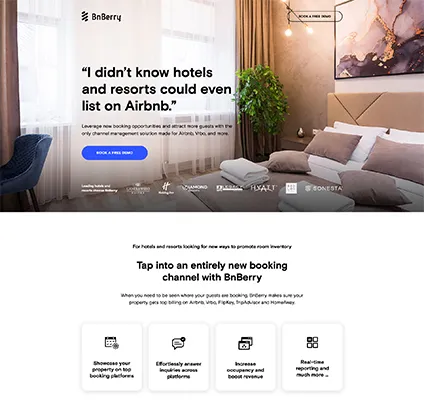 BnBerry
BOOK A FREE DEMO
“I didn’t know hotels
and resorts could even
list on Airbnb.”
Leverage new booking opportunities and attract more guests with the
only channel management solution made for Airbnb, Vrbo, and more.
BOOK A FREE DEMO
Leading hotels and
resorts choose BnBerry
DIAMOND
HYATT
SONESTA
For hotels and resorts looking for new ways to promote room inventory
Tap into an entirely new booking
channel with BnBerry
When you need to be seen where your guests are booking, BnBerry makes sure your
property gets top billing on Airbnb, Vrbo, FlipKey, TripAdvisor and HomeAway.
Showcase your
property on top
booking platforms
Effortlessly answer
inquiries across
platforms
Increase
occupancy and
boost revenue
Real-time
reporting and
much more ...